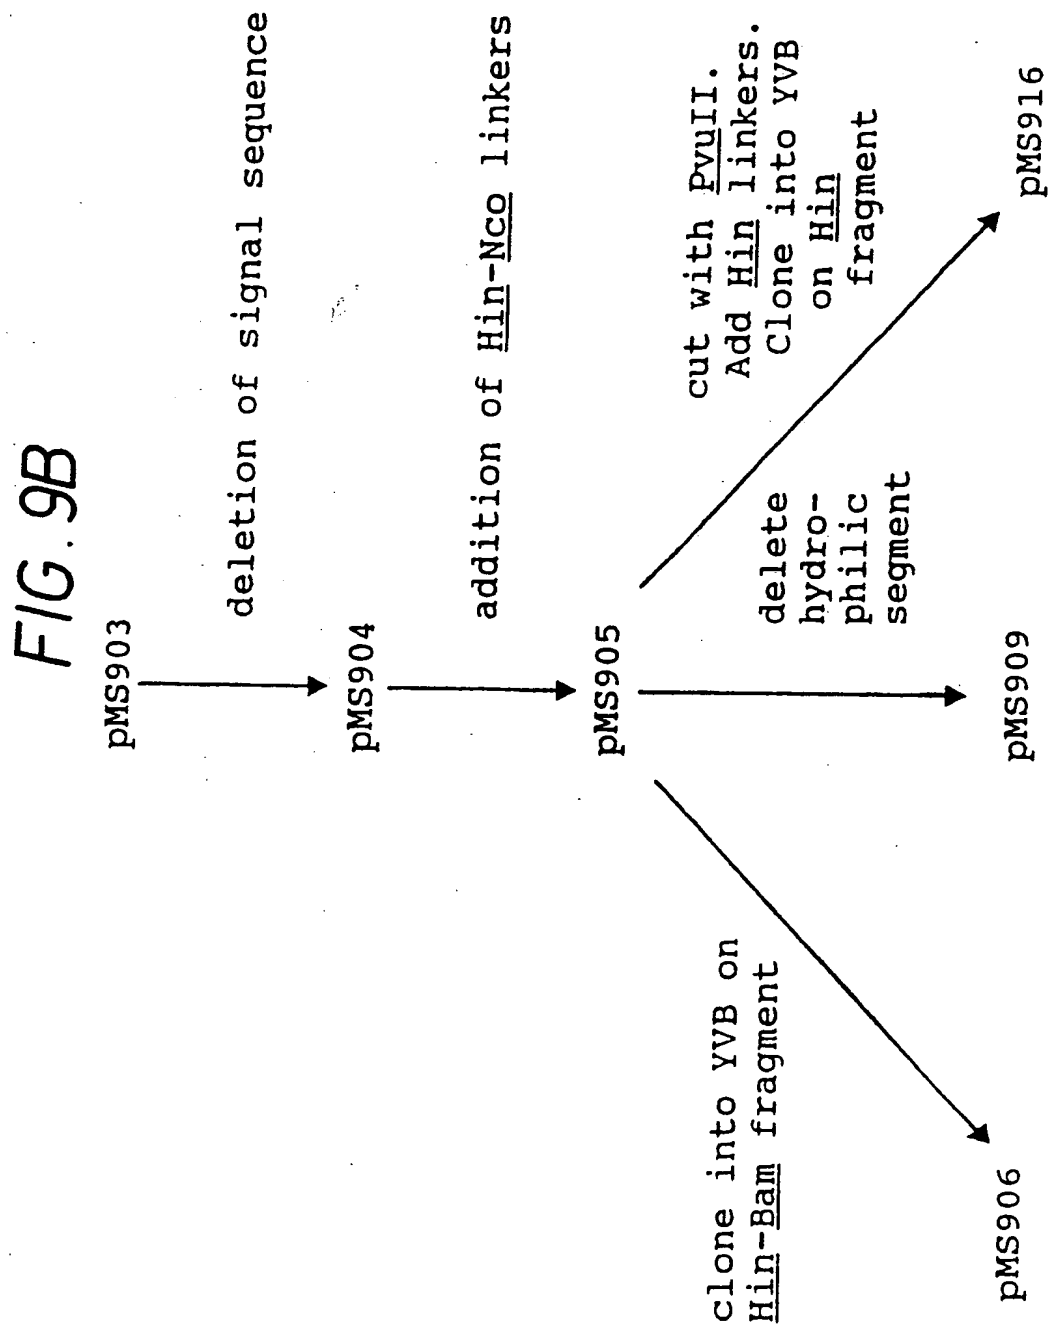 FIG. 9B
pMS903
deletion of signal sequence
pMS904
addition of Hin-Nco linkers
pMS905
clone into YVB on
Hin-Bam fragment
delete
hydro-
philic
segment
cut with PvuII.
Add Hin linkers.
Clone into YVB
on Hin
fragment
pMS906
pMS909
pMS916